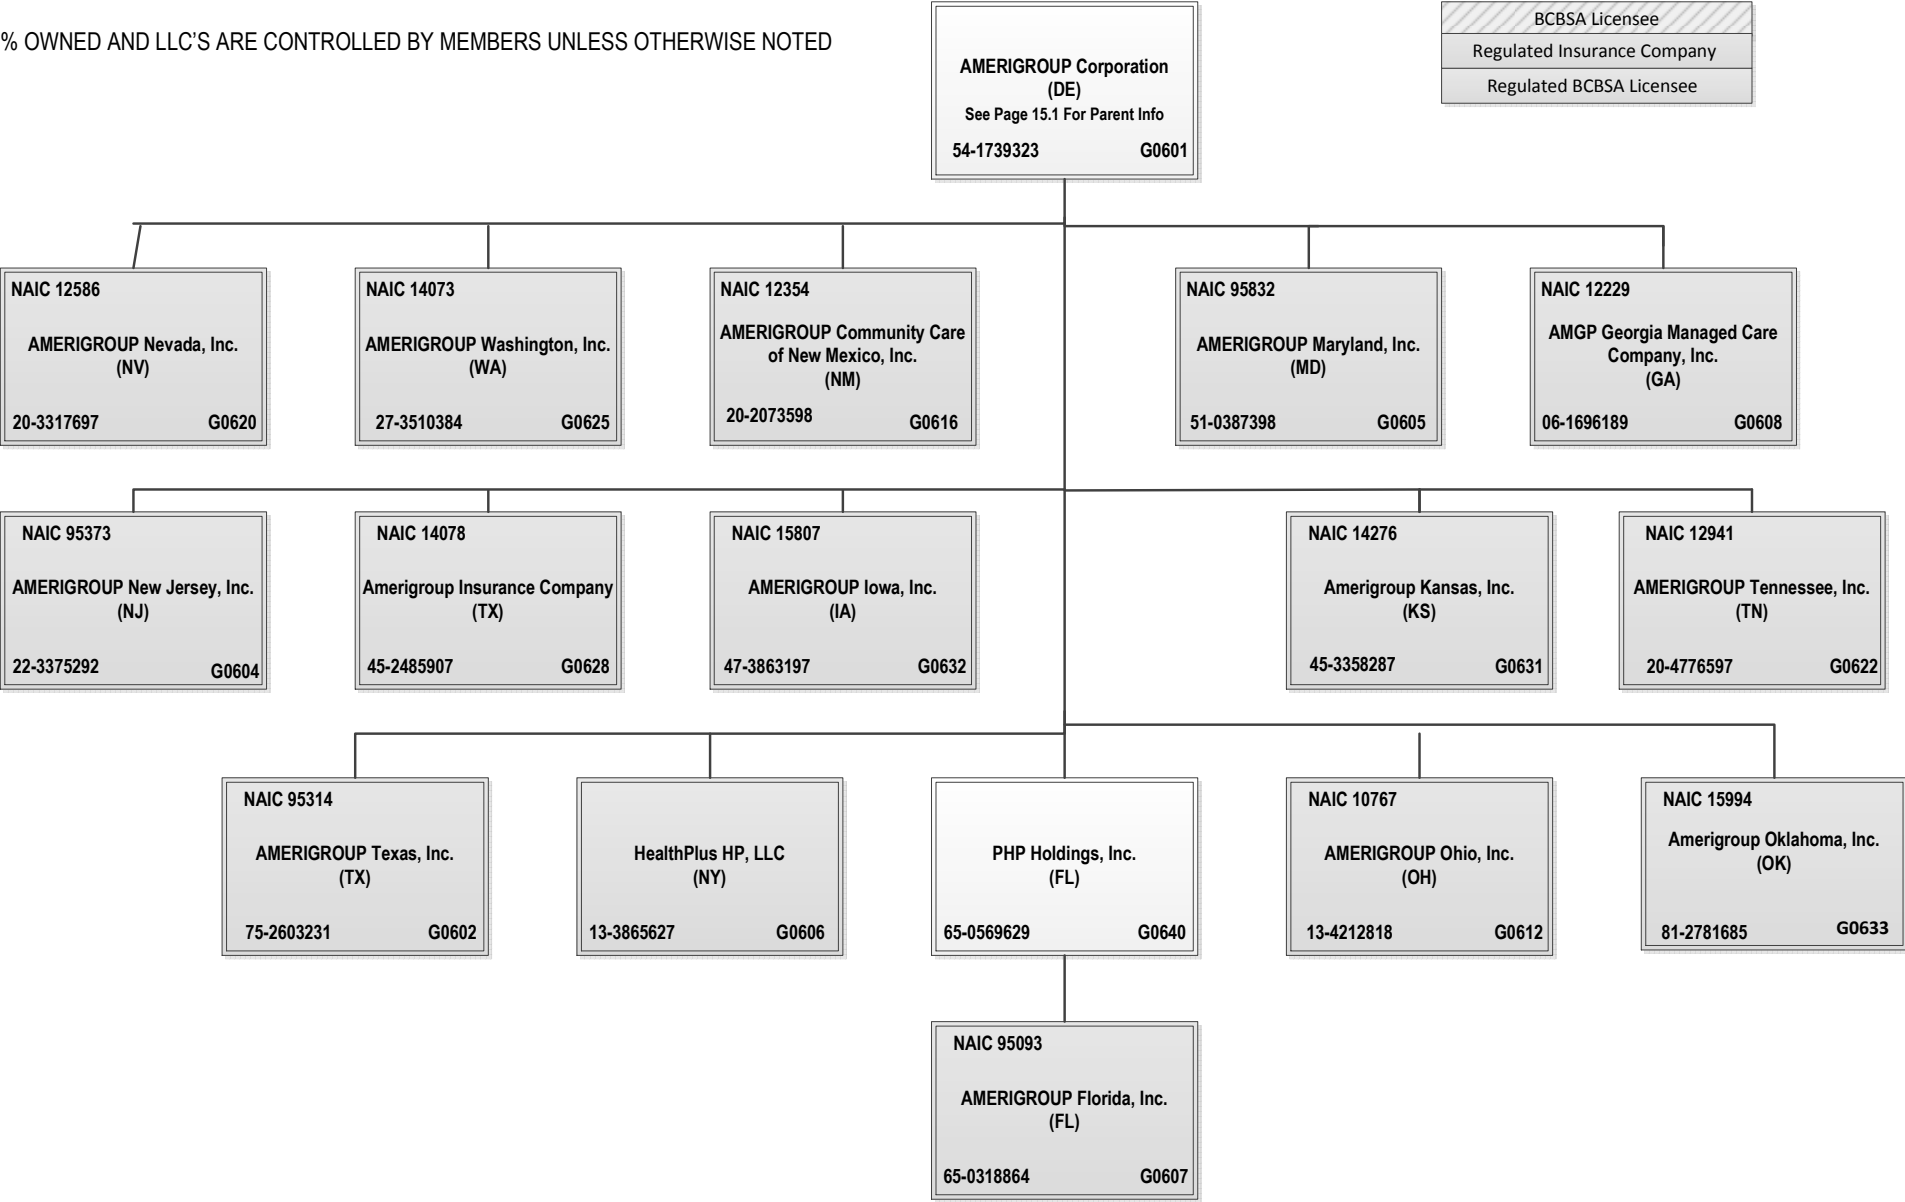 % OWNED AND LLC'S ARE CONTROLLED BY MEMBERS UNLESS OTHERWISE NOTED
AMERIGROUP Corporation
(DE)
See Page 15.1 For Parent Info
54-1739323 G0601
BCBSA Licensee
Regulated Insurance Company
Regulated BCBSA Licensee
NAIC 12586
AMERIGROUP Nevada, Inc.
(NV)
20-3317697 G0620
NAIC 14073
AMERIGROUP Washington, Inc.
(WA)
27-3510384 G0625
NAIC 12354
AMERIGROUP Community Care
of New Mexico, Inc.
(NM)
20-2073598 G0616
NAIC 95832
AMERIGROUP Maryland, Inc.
(MD)
51-0387398 G0605
NAIC 12229
AMGP Georgia Managed Care
Company, Inc.
(GA)
06-1696189 G0608
NAIC 95373
AMERIGROUP New Jersey, Inc.
(NJ)
22-3375292 G0604
NAIC 14078
Amerigroup Insurance Company
(TX)
45-2485907 G0628
NAIC 15807
AMERIGROUP Iowa, Inc.
(IA)
47-3863197 G0632
NAIC 14276
Amerigroup Kansas, Inc.
(KS)
45-3358287 G0631
NAIC 12941
AMERIGROUP Tennessee, Inc.
(TN)
20-4776597 G0622
NAIC 95314
AMERIGROUP Texas, Inc.
(TX)
75-2603231 G0602
HealthPlus HP, LLC
(NY)
13-3865627 G0606
PHP Holdings, Inc.
(FL)
65-0569629 G0640
NAIC 10767
AMERIGROUP Ohio, Inc.
(OH)
13-4212818 G0612
NAIC 15994
Amerigroup Oklahoma, Inc.
(OK)
81-2781685 G0633
NAIC 95093
AMERIGROUP Florida, Inc.
(FL)
65-0318864 G0607